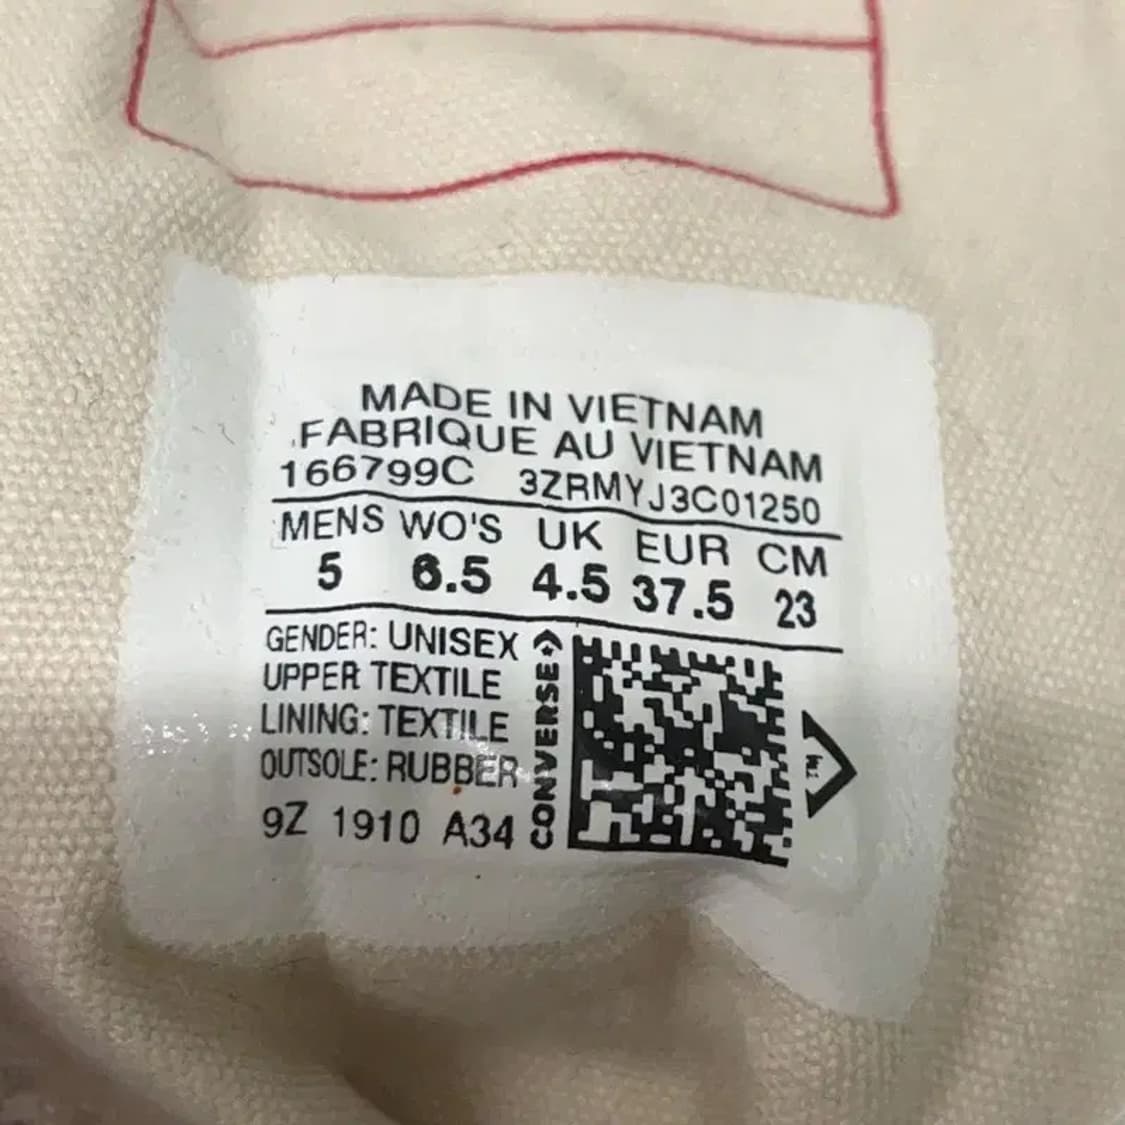 MADE IN VIETNAM
FABRIQUE AU VIETNAM
166799C 3ZRMYJ3C01250
MENS WO'S UK EUR CM
5 6.5 4.5 37.5 23
GENDER: UNISEX
UPPER TEXTILE
LINING: TEXTILE
OUTSOLE: RUBBER
9Z 1910 A34
CONVERSE